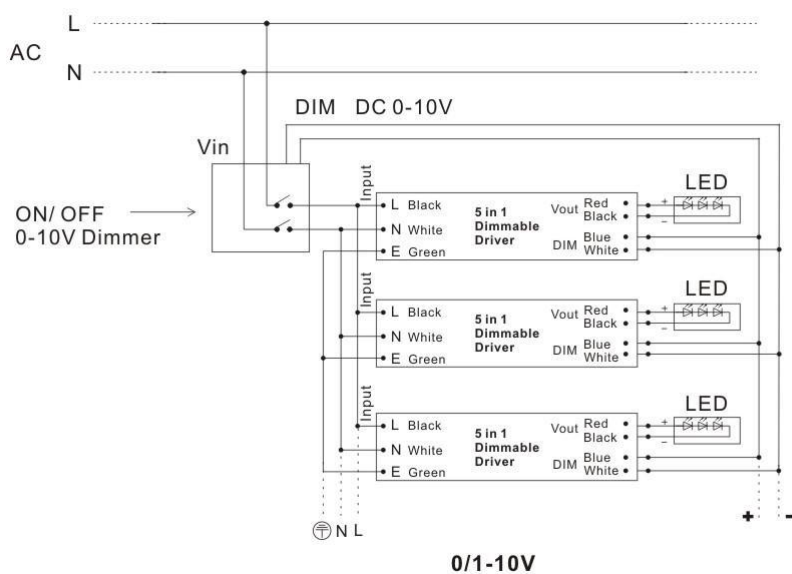 L
AC
N
DIM DC 0-10V
Vin
ON/ OFF
0-10V Dimmer
Input
L Black
N White
E Green
5 in 1
Dimmable
Driver
Vout Red
Black
DIM Blue
White
LED
+
–
Input
L Black
N White
E Green
5 in 1
Dimmable
Driver
Vout Red
Black
DIM Blue
White
LED
+
–
Input
L Black
N White
E Green
5 in 1
Dimmable
Driver
Vout Red
Black
DIM Blue
White
LED
+
–
N L
+ -
0/1-10V